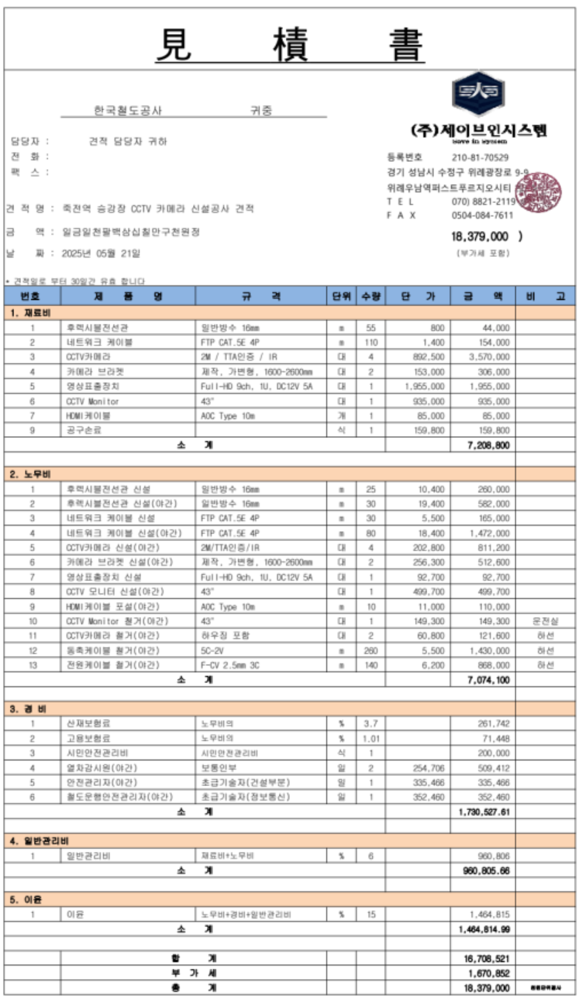 見 積 書
한국철도공사 귀중
(주)세이브인시스템
Save in System
담당자 : 견적 담당자 귀하
전 화 :
팩 스 :
등록번호 210-81-70529
경기 성남시 수정구 위례광장로 9-9
위례우남역퍼스트푸르지오시티
T E L 070) 8821-2119
F A X 0504-084-7611
견 적 명 : 죽전역 승강장 CCTV 카메라 신설공사 견적
금 액 : 일금일천팔백삼십칠만구천원정
18,379,000 )
날 짜 : 2025년 05월 21일
(부가세 포함)
* 견적일로 부터 30일간 유효 합니다
번호 제 품 명 규 격 단위 수량 단 가 금 액 비 고
1. 재료비
1 후렉시블전선관 일반방수 16mm m 55 800 44,000
2 네트워크 케이블 FTP CAT.5E 4P m 110 1,400 154,000
3 CCTV카메라 2M / TTA인증 / IR 대 4 892,500 3,570,000
4 카메라 브라켓 제작, 가변형, 1600-2600mm 대 2 153,000 306,000
5 영상표출장치 Full-HD 9ch, 1U, DC12V 5A 대 1 1,955,000 1,955,000
6 CCTV Monitor 43" 대 1 935,000 935,000
7 HDMI케이블 AOC Type 10m 개 1 85,000 85,000
9 공구손료 식 1 159,800 159,800
소 계 7,208,800
2. 노무비
1 후렉시블전선관 신설 일반방수 16mm m 25 10,400 260,000
2 후렉시블전선관 신설(야간) 일반방수 16mm m 30 19,400 582,000
3 네트워크 케이블 신설 FTP CAT.5E 4P m 30 5,500 165,000
4 네트워크 케이블 신설(야간) FTP CAT.5E 4P m 80 18,400 1,472,000
5 CCTV카메라 신설(야간) 2M/TTA인증/IR 대 4 202,800 811,200
6 카메라 브라켓 신설(야간) 제작, 가변형, 1600-2600mm 대 2 256,300 512,600
7 영상표출장치 신설 Full-HD 9ch, 1U, DC12V 5A 대 1 92,700 92,700
8 CCTV 모니터 신설(야간) 43" 대 1 499,700 499,700
9 HDMI케이블 포설(야간) AOC Type 10m m 10 11,000 110,000
10 CCTV Monitor 철거(야간) 43" 대 1 149,300 149,300 운전실
11 CCTV카메라 철거(야간) 하우징 포함 대 2 60,800 121,600 하선
12 동축케이블 철거(야간) 5C-2V m 260 5,500 1,430,000 하선
13 전원케이블 철거(야간) F-CV 2.5mm 3C m 140 6,200 868,000 하선
소 계 7,074,100
3. 경 비
1 산재보험료 노무비의 % 3.7 261,742
2 고용보험료 노무비의 % 1.01 71,448
3 시민안전관리비 시민안전관리비 식 1 200,000
4 열차감시원(야간) 보통인부 일 2 254,706 509,412
5 안전관리자(야간) 초급기술자(건설부분) 일 1 335,466 335,466
6 철도운행안전관리자(야간) 초급기술자(정보통신) 일 1 352,460 352,460
소 계 1,730,527.61
4. 일반관리비
1 일반관리비 재료비+노무비 % 6 960,806
소 계 960,805.66
5. 이윤
1 이윤 노무비+경비+일반관리비 % 15 1,464,815
소 계 1,464,814.99
합 계 16,708,521
부 가 세 1,670,852
총 계 18,379,000